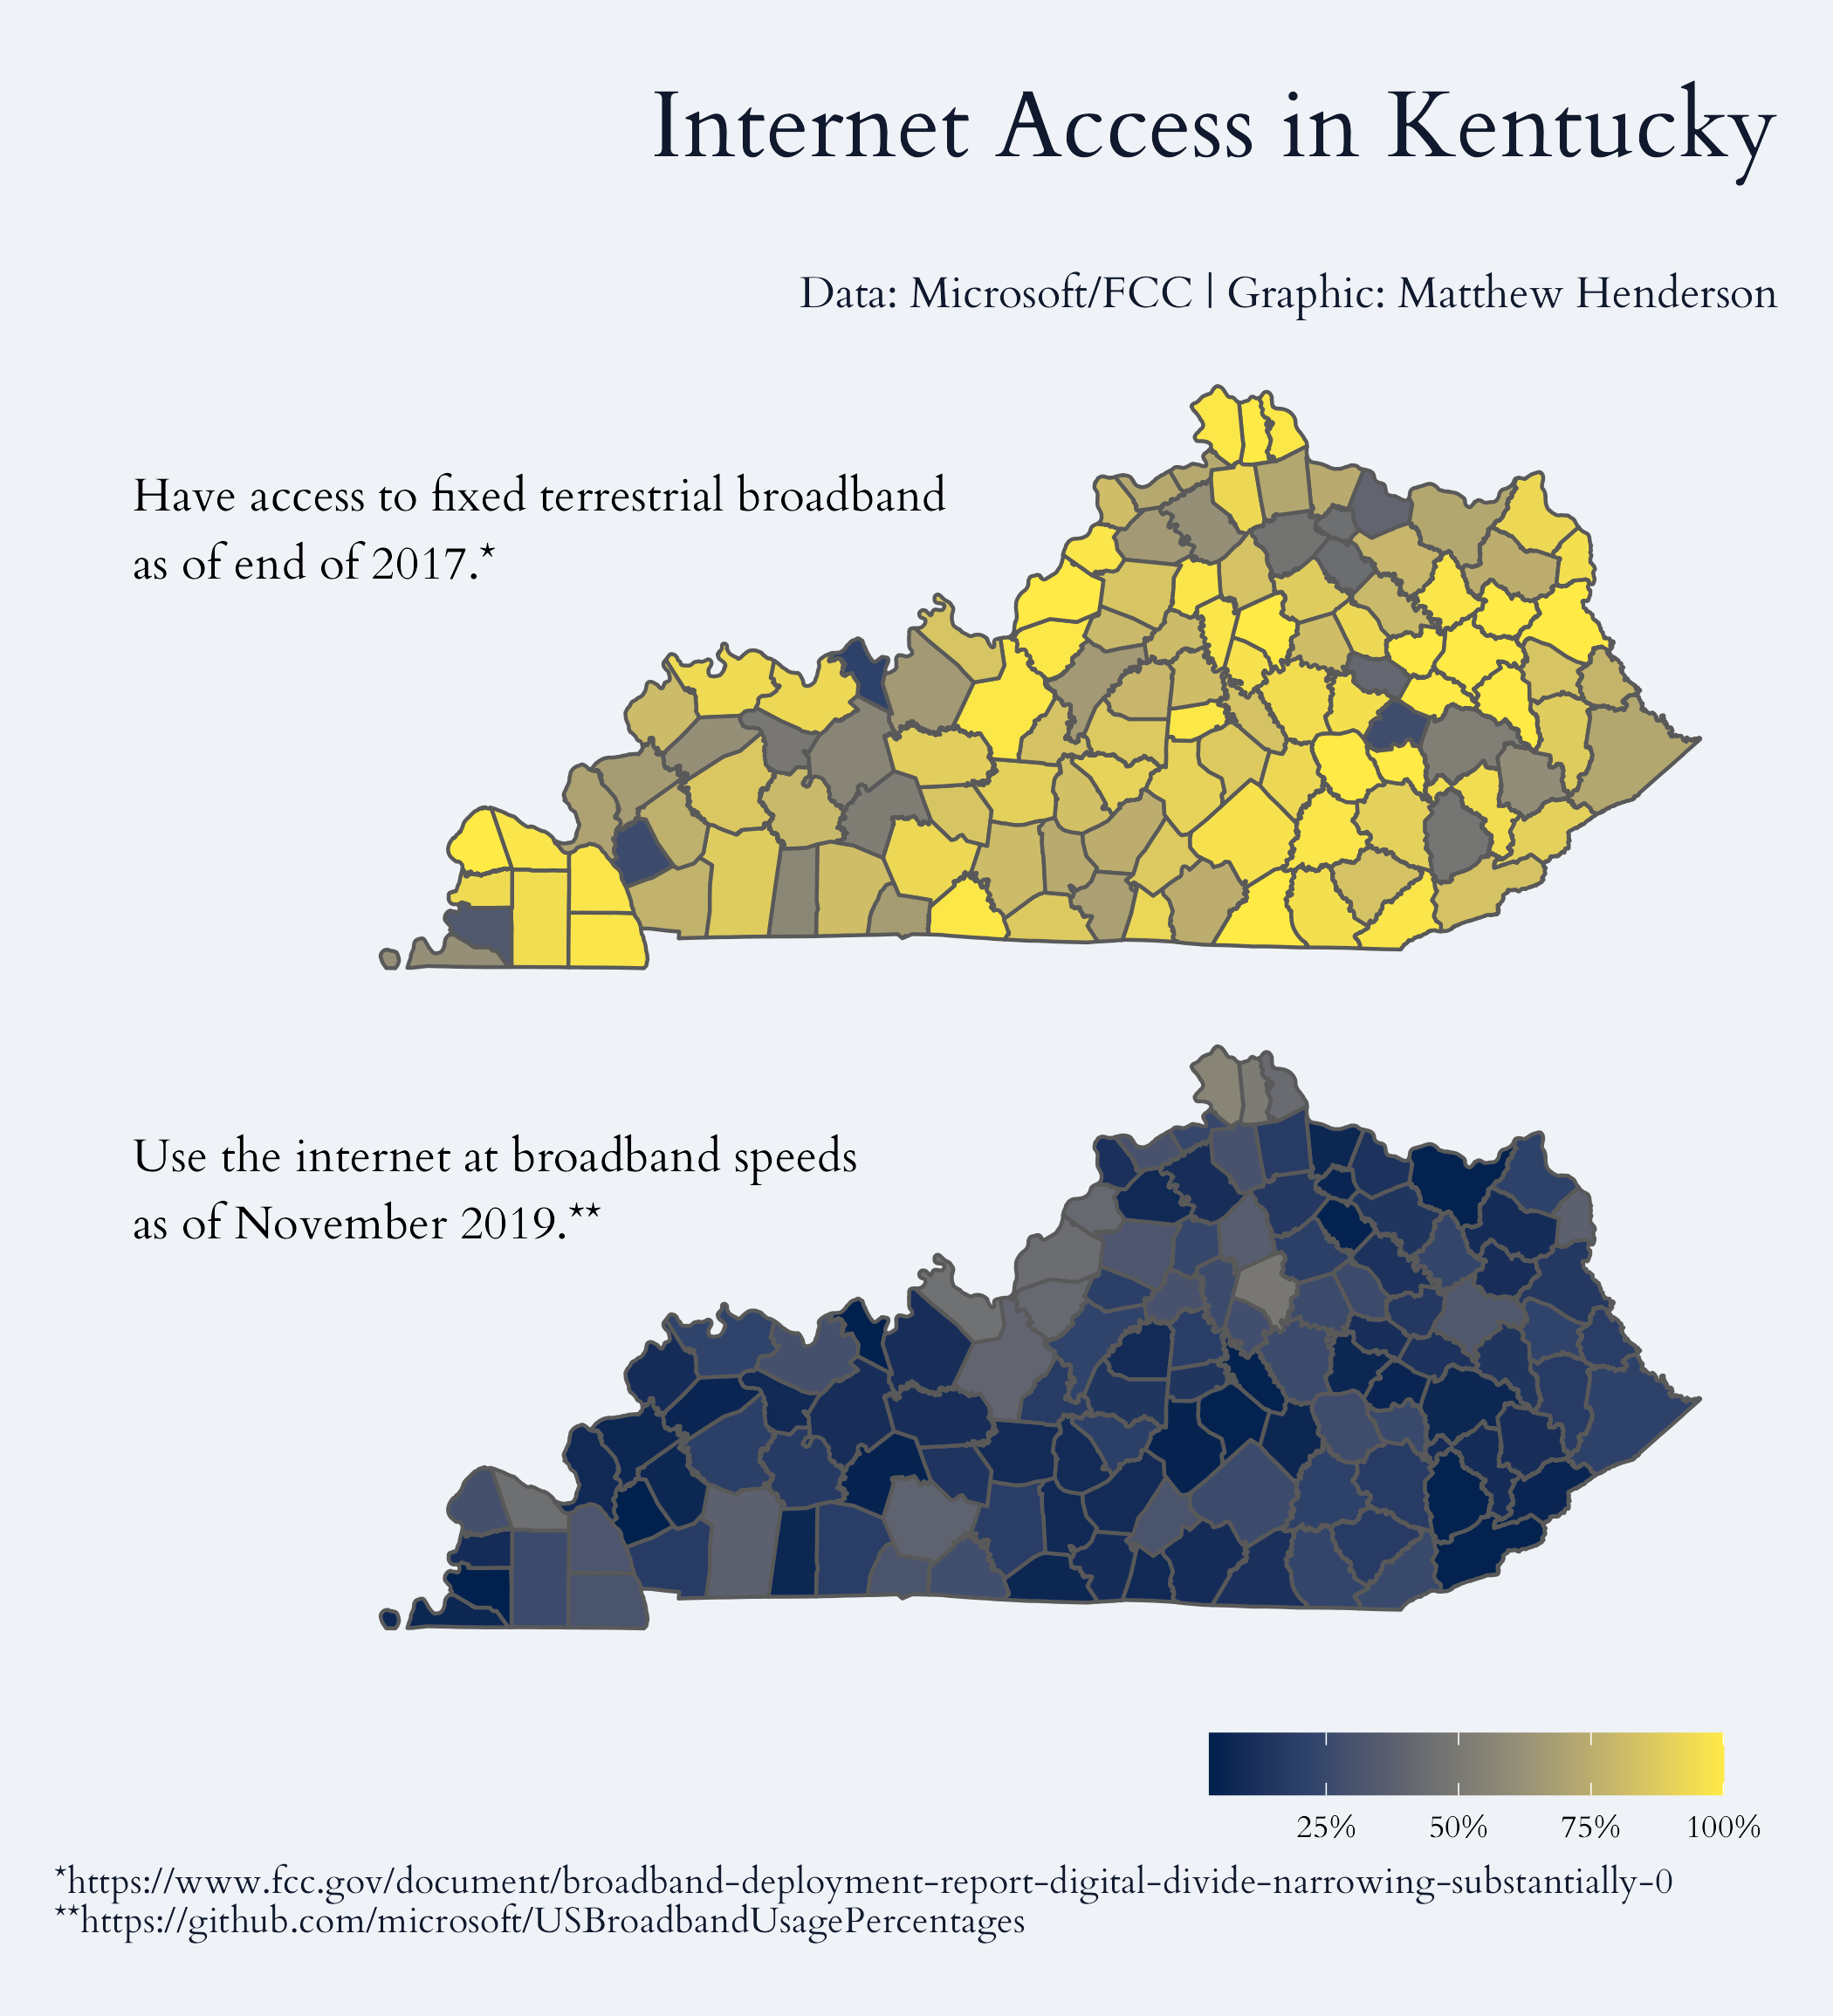 Internet Access in Kentucky
Data: Microsoft/FCC | Graphic: Matthew Henderson
Have access to fixed terrestrial broadband
as of end of 2017.*
Use the internet at broadband speeds
as of November 2019.**
25% 50% 75% 100%
*https://www.fcc.gov/document/broadband-deployment-report-digital-divide-narrowing-substantially-0
**https://github.com/microsoft/USBroadbandUsagePercentages